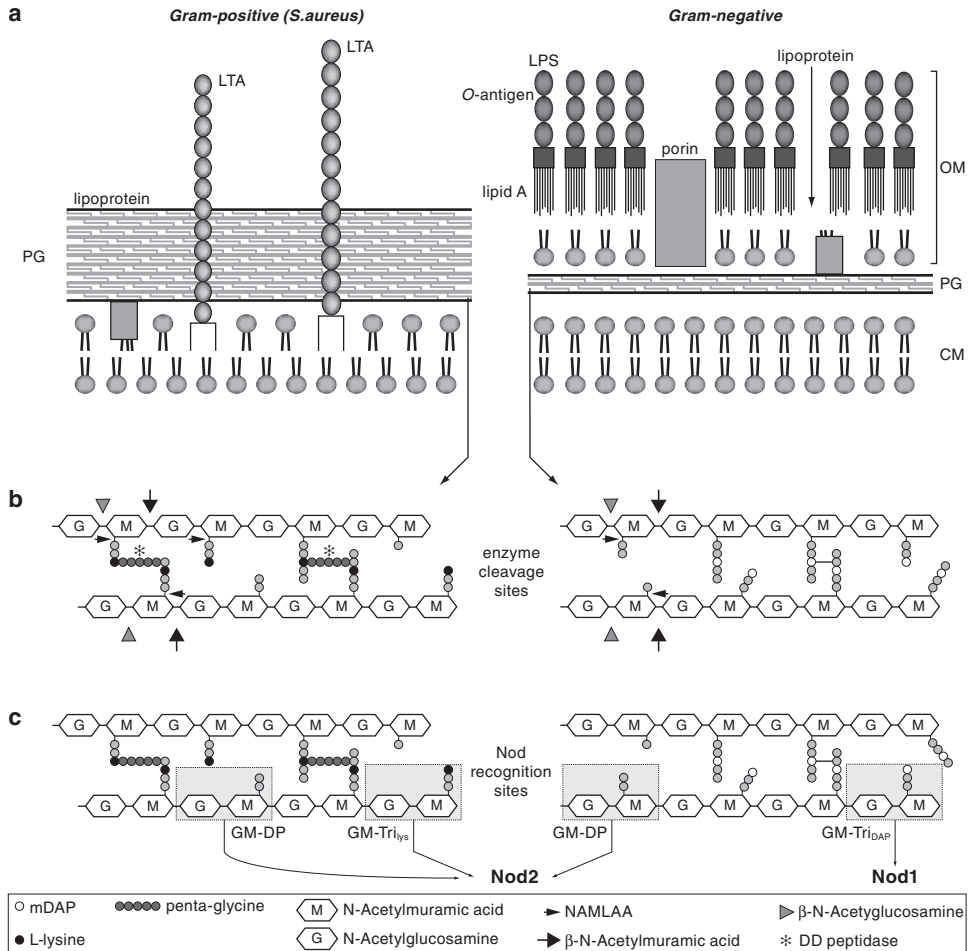 a
Gram-positive (S.aureus)
Gram-negative
LTA
LTA
lipoprotein
PG
LPS
O-antigen
lipid A
porin
lipoprotein
OM
PG
CM
b
G M G M G M G M
G M G M G M G M
enzyme
cleavage
sites
G M G M G M G M
G M G M G M G M
*
*
c
G M G M G M G M
G M G M G M G M
GM-DP
GM-Trilys
Nod
recognition
sites
G M G M G M G M
G M G M G M G M
GM-DP
GM-TriDAP
Nod2
Nod1
mDAP
penta-glycine
M N-Acetylmuramic acid
NAMLAA
β-N-Acetyglucosamine
L-lysine
G N-Acetylglucosamine
β-N-Acetylmuramic acid
* DD peptidase